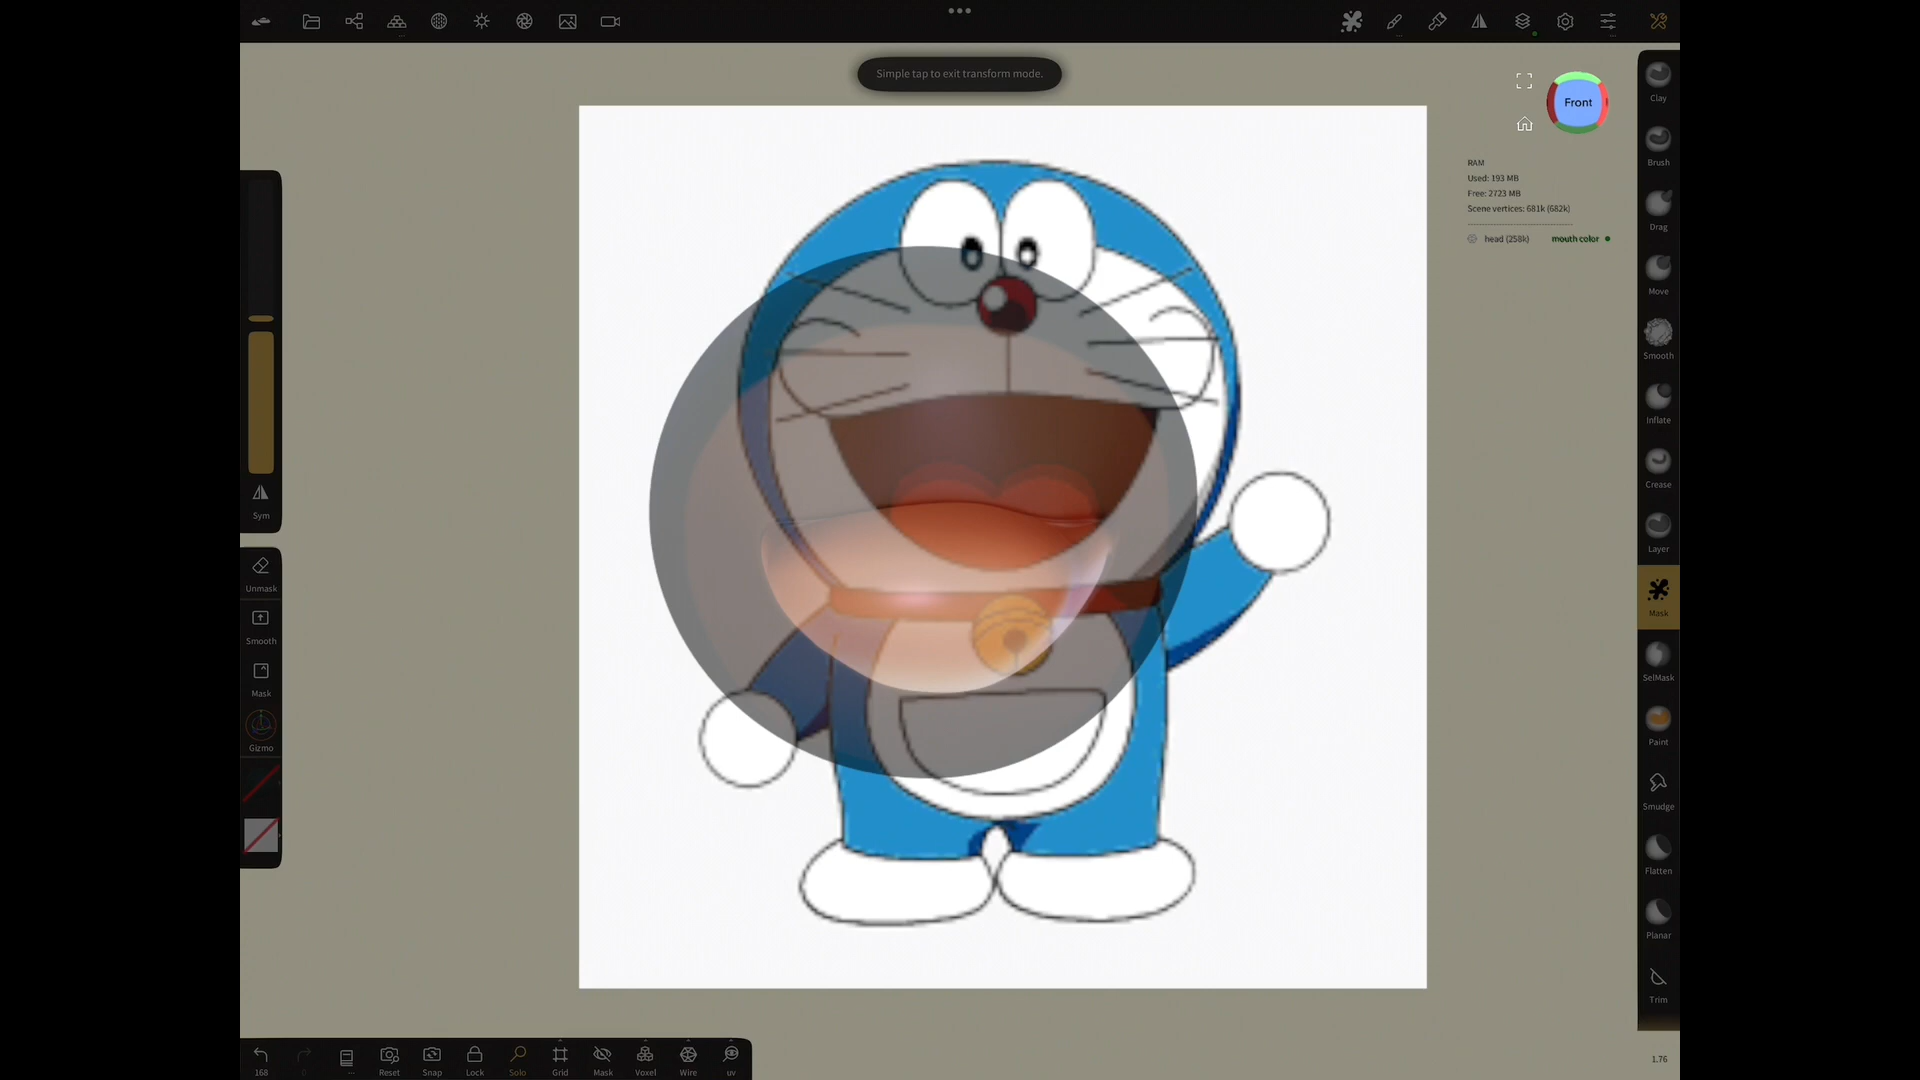 Simple tap to exit transform mode.
Front
RAM
Used: 193 MB
Free: 2723 MB
Scene vertices: 681k (682k)
head (258k) mouth color
Clay
Brush
Drag
Move
Smooth
Inflate
Crease
Layer
Mask
SelMask
Paint
Smudge
Flatten
Planar
Trim
Sym
Unmask
Smooth
Mask
Gizmo
168
0
Reset
Snap
Lock
Solo
Grid
Mask
Voxel
Wire
uv
1.76